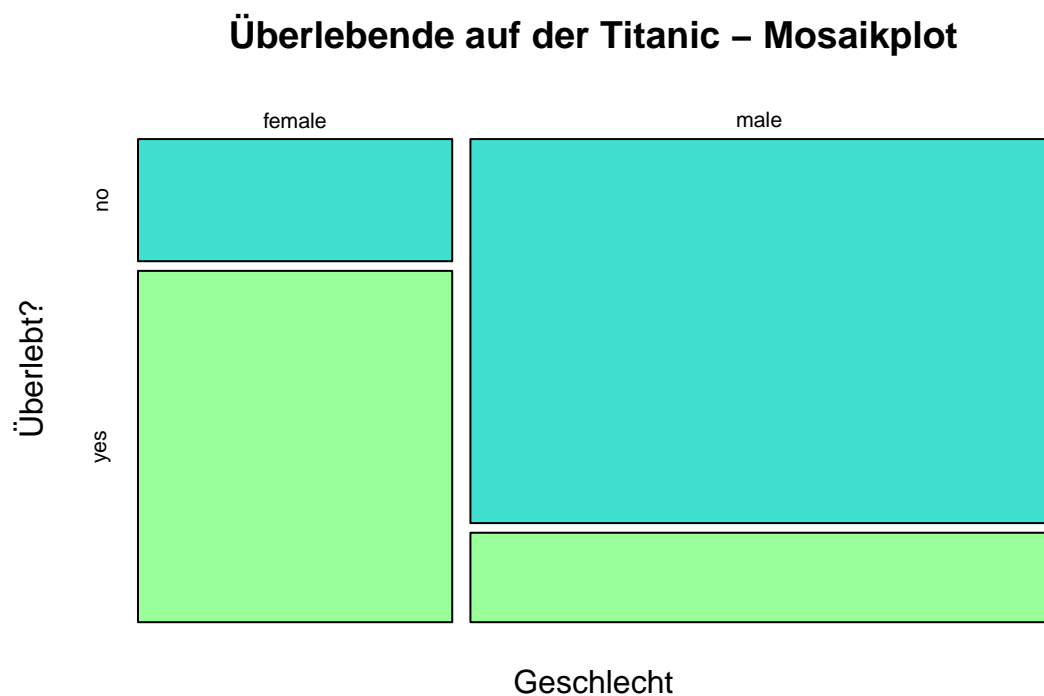 Überlebende auf der Titanic – Mosaikplot
female
male
no
yes
Überlebt?
Geschlecht